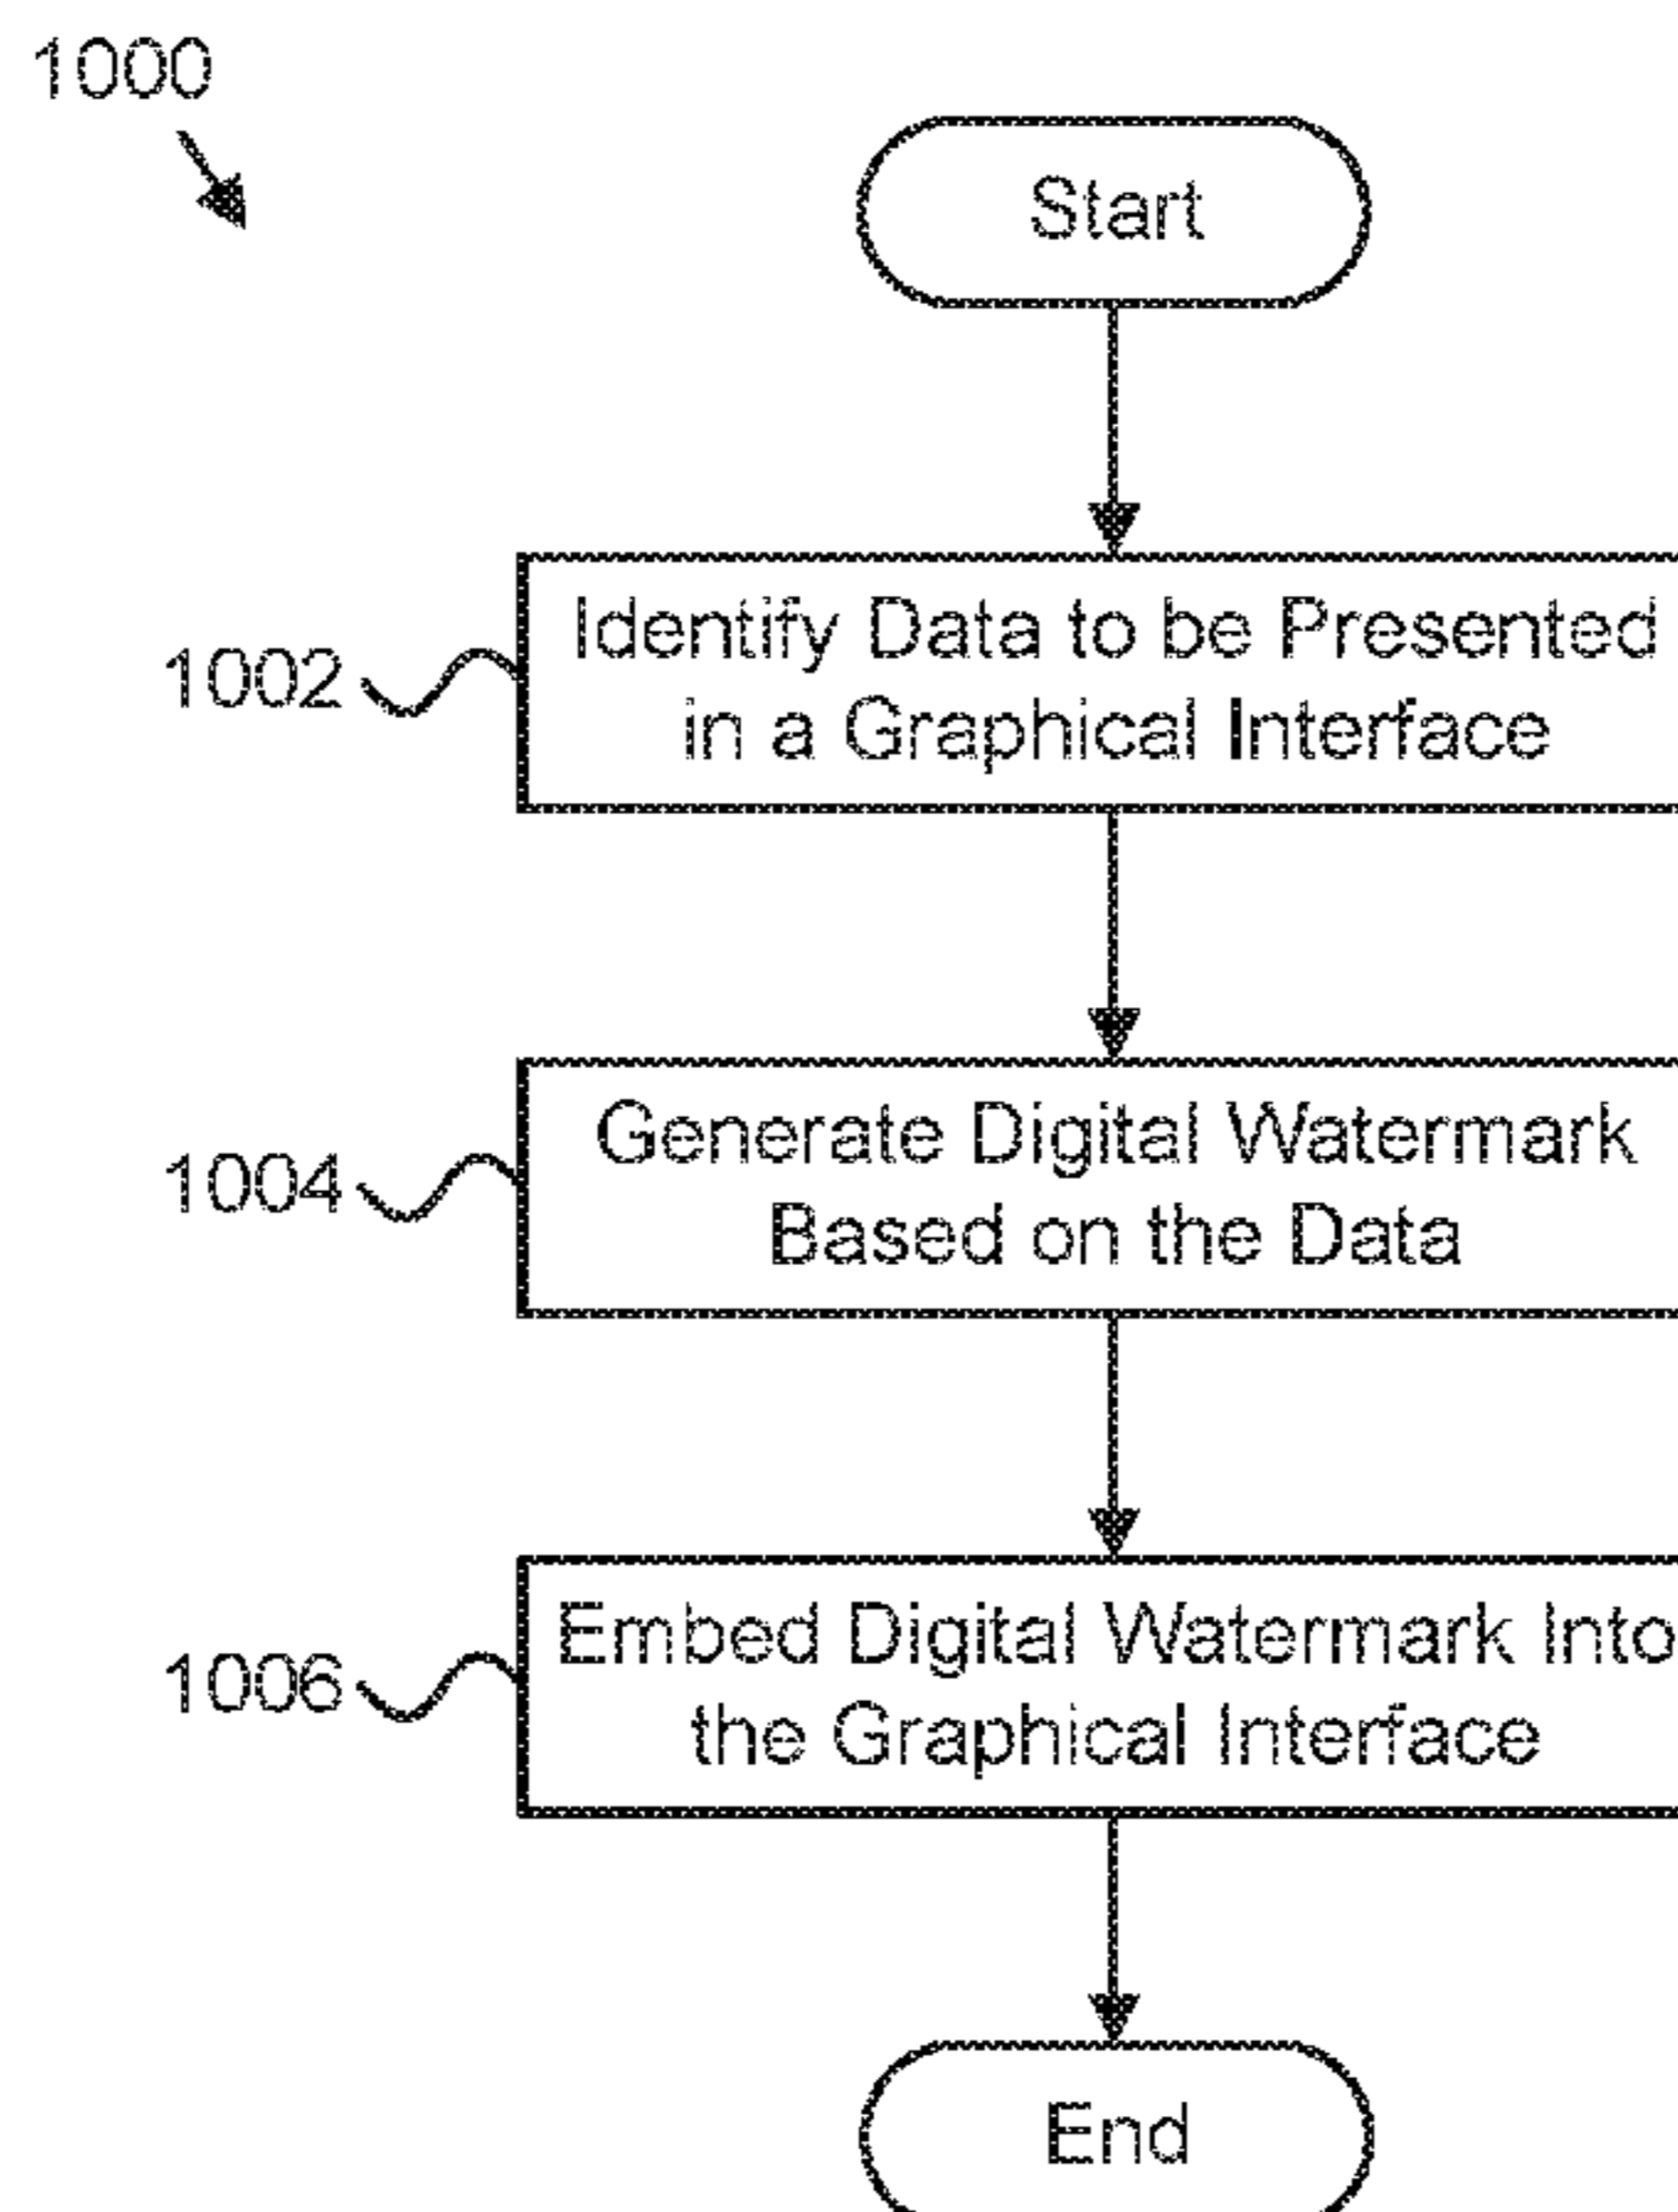 1000
Start
1002
Identify Data to be Presented
in a Graphical Interface
1004
Generate Digital Watermark
Based on the Data
1006
Embed Digital Watermark Into
the Graphical Interface
End